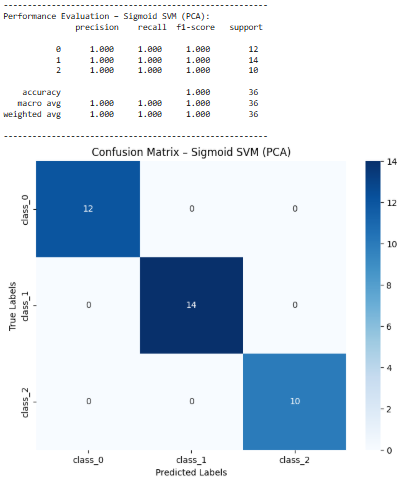 Performance Evaluation – Sigmoid SVM (PCA):
precision recall f1-score support
0 1.000 1.000 1.000 12
1 1.000 1.000 1.000 14
2 1.000 1.000 1.000 10
accuracy 1.000 36
macro avg 1.000 1.000 1.000 36
weighted avg 1.000 1.000 1.000 36
Confusion Matrix – Sigmoid SVM (PCA)
14
12
10
8
6
4
2
0
True Labels
class_0
12 0 0
class_1
0 14 0
class_2
0 0 10
class_0 class_1 class_2
Predicted Labels